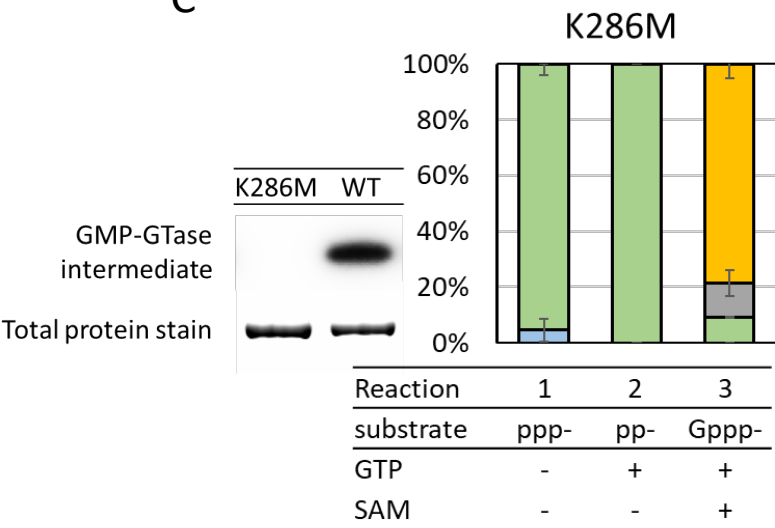 C
K286M
100%
80%
60%
40%
20%
0%
K286M WT
GMP-GTase
intermediate
Total protein stain
Reaction 1 2 3
substrate ppp- pp- Gppp-
GTP - + +
SAM - - +